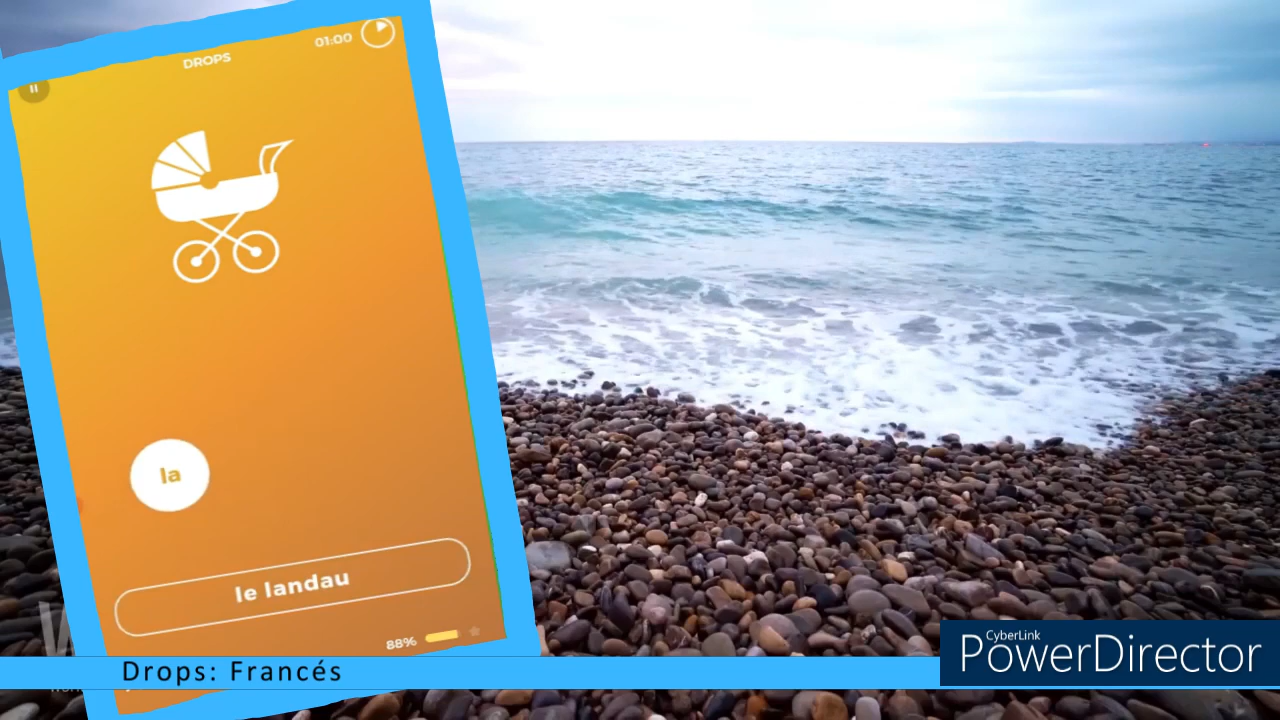 DROPS
01:00
la
le landau
88%
Drops: Francés
CyberLink
PowerDirector